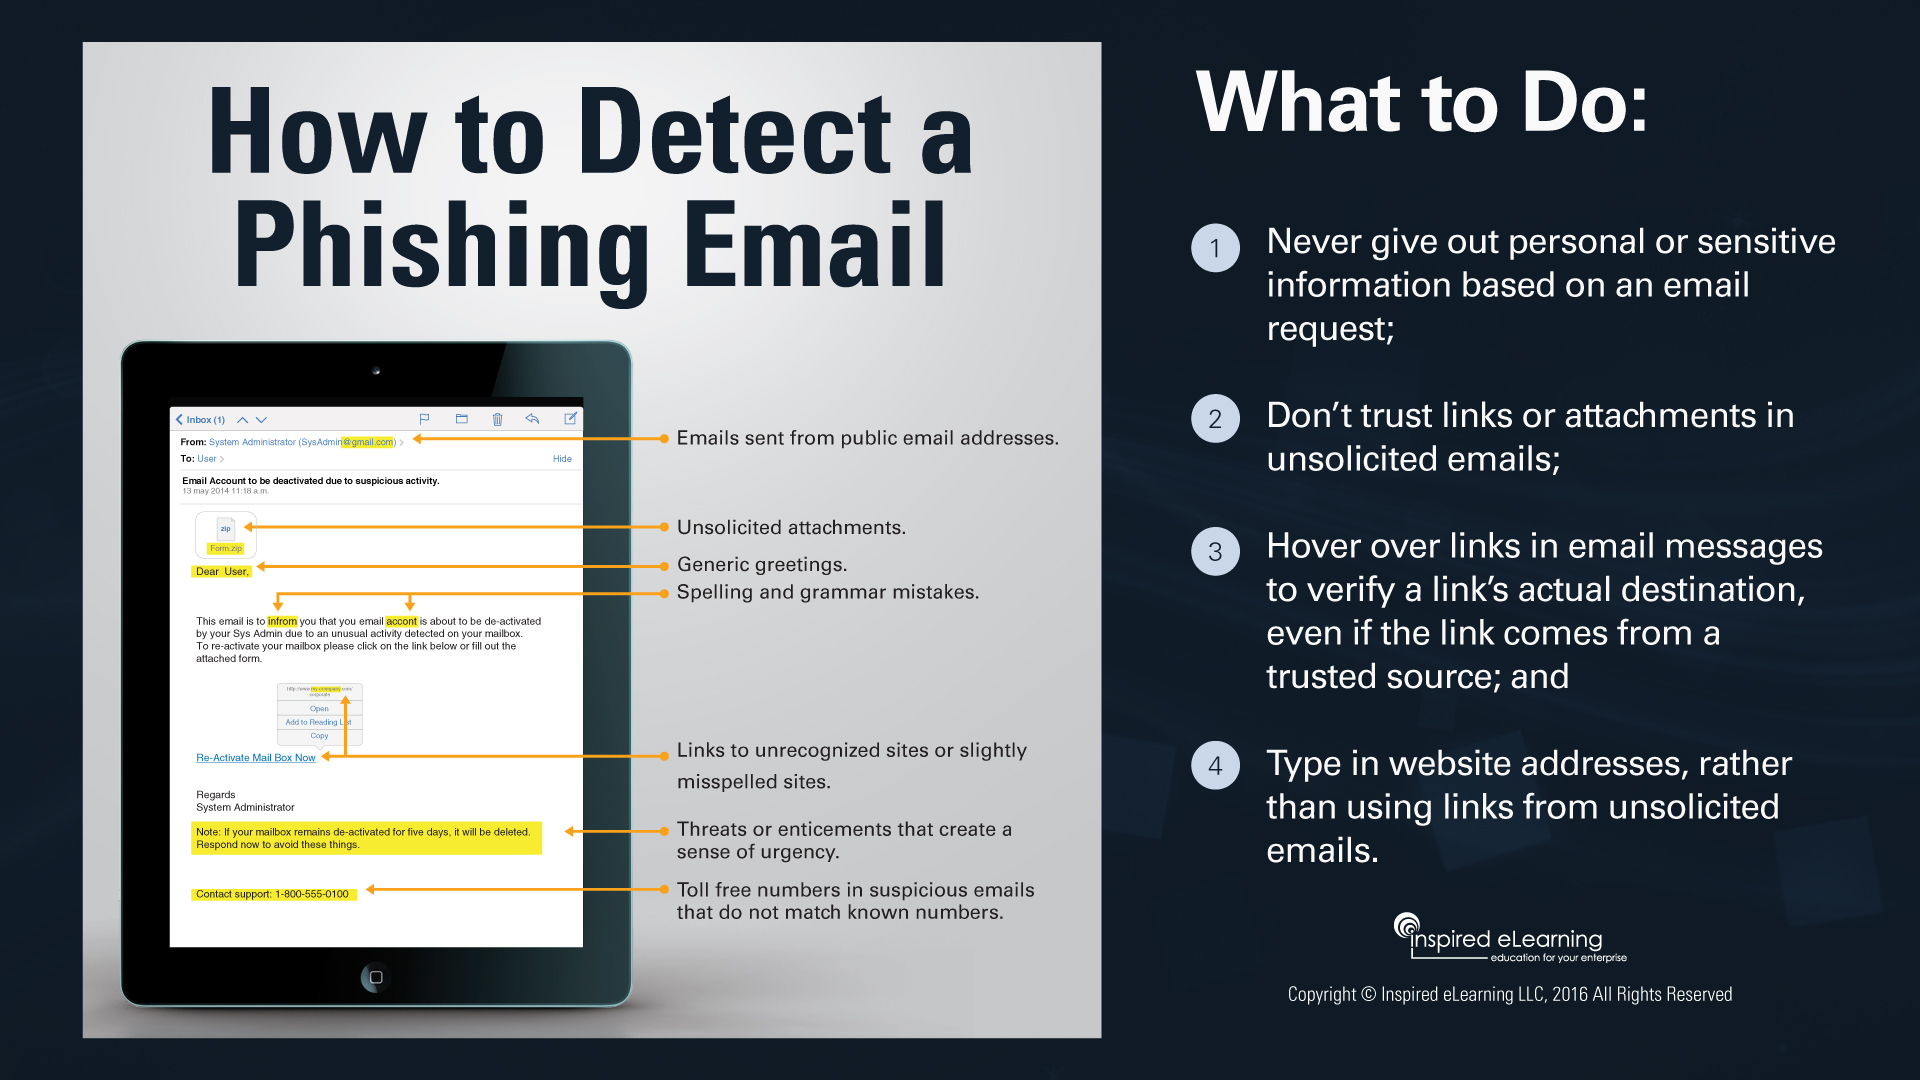 How to Detect a
Phishing Email
Inbox (1)
From: System Administrator (SysAdmin@gmail.com)
To: User
Hide
Email Account to be deactivated due to suspicious activity.
13 may 2014 11:18 a.m.
zip
Form.zip
Dear User,
This email is to infrom you that you email accont is about to be de-activated
by your Sys Admin due to an unusual activity detected on your mailbox.
To re-activate your mailbox please click on the link below or fill out the
attached form.
http://www.my-company.com/
corporate
Open
Add to Reading List
Copy
Re-Activate Mail Box Now
Regards
System Administrator
Note: If your mailbox remains de-activated for five days, it will be deleted.
Respond now to avoid these things.
Contact support: 1-800-555-0100
Emails sent from public email addresses.
Unsolicited attachments.
Generic greetings.
Spelling and grammar mistakes.
Links to unrecognized sites or slightly
misspelled sites.
Threats or enticements that create a
sense of urgency.
Toll free numbers in suspicious emails
that do not match known numbers.
What to Do:
1 Never give out personal or sensitive
information based on an email
request;
2 Don’t trust links or attachments in
unsolicited emails;
3 Hover over links in email messages
to verify a link’s actual destination,
even if the link comes from a
trusted source; and
4 Type in website addresses, rather
than using links from unsolicited
emails.
inspired eLearning
education for your enterprise
Copyright © Inspired eLearning LLC, 2016 All Rights Reserved